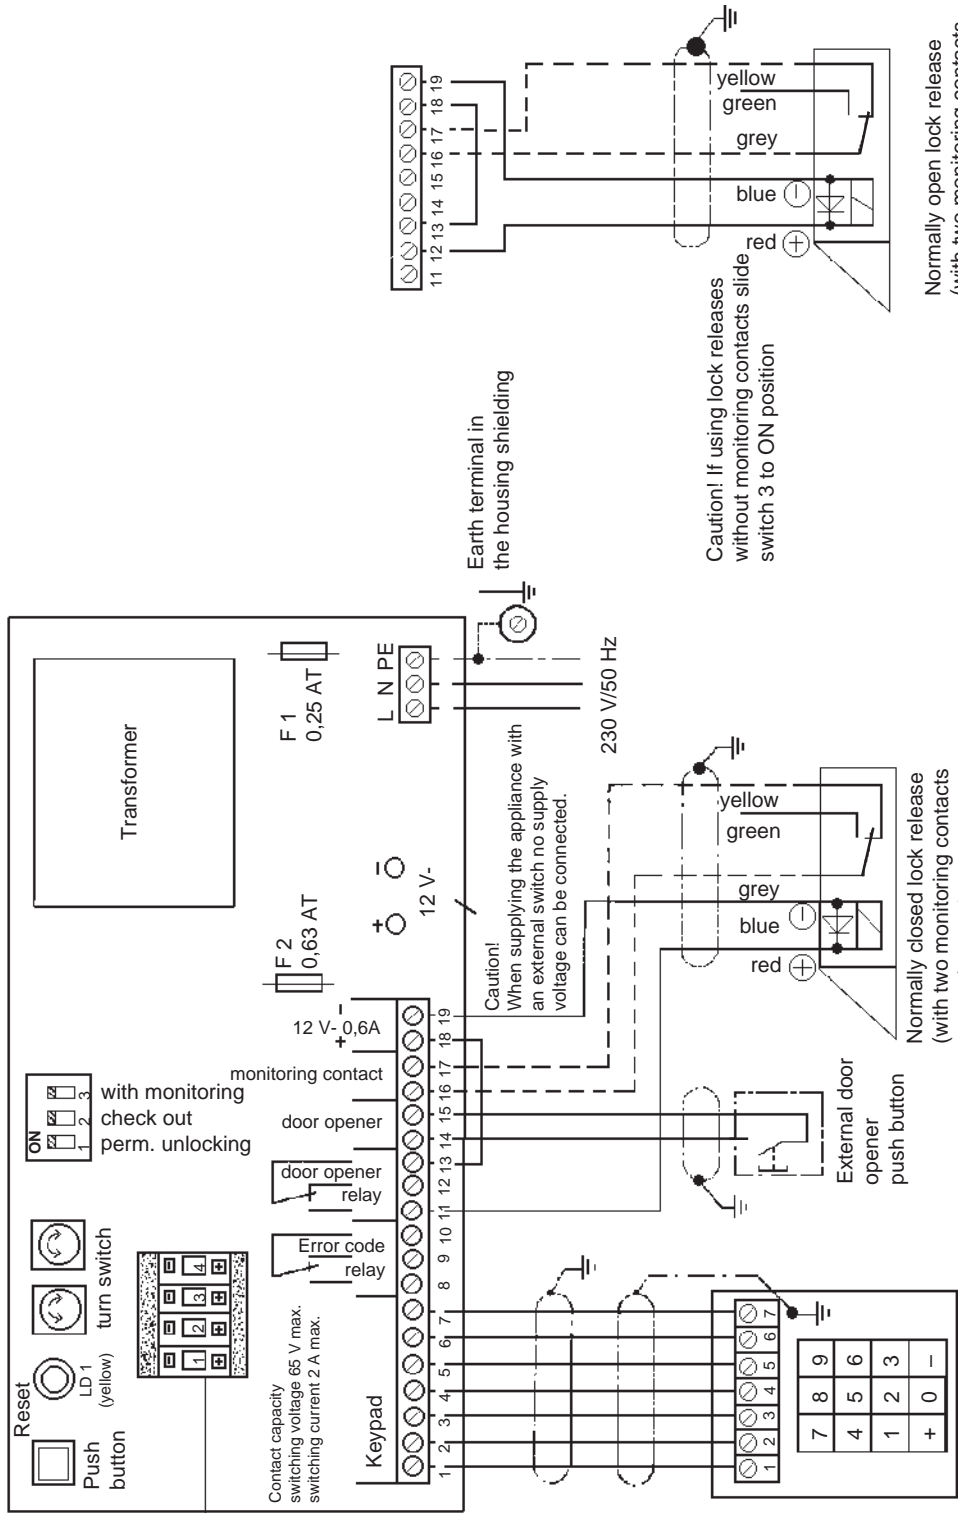 Reset
Push
button
LD 1
(yellow)
turn switch
ON
1 2 3
with monitoring
check out
perm. unlocking
1 2 3 4
Transformer
F 1
0,25 AT
F 2
0,63 AT
+ −
12 V-
L N PE
230 V/50 Hz
Earth terminal in
the housing shielding
Contact capacity
switching voltage 65 V max.
switching current 2 A max.
Keypad
Error code
relay
door opener
relay
door opener
monitoring contact
12 V- 0,6A
+ −
1 2 3 4 5 6 7 8 9 10 11 12 13 14 15 16 17 18 19
Caution!
When supplying the appliance with
an external switch no supply
voltage can be connected.
1 2 3 4 5 6 7
7 8 9
4 5 6
1 2 3
+ 0 −
External door
opener
push button
yellow
green
grey
blue
red
− +
Normally closed lock release
(with two monitoring contacts
11 12 13 14 15 16 17 18 19
yellow
green
grey
blue
red
− +
Caution! If using lock releases
without monitoring contacts slide
switch 3 to ON position
Normally open lock release